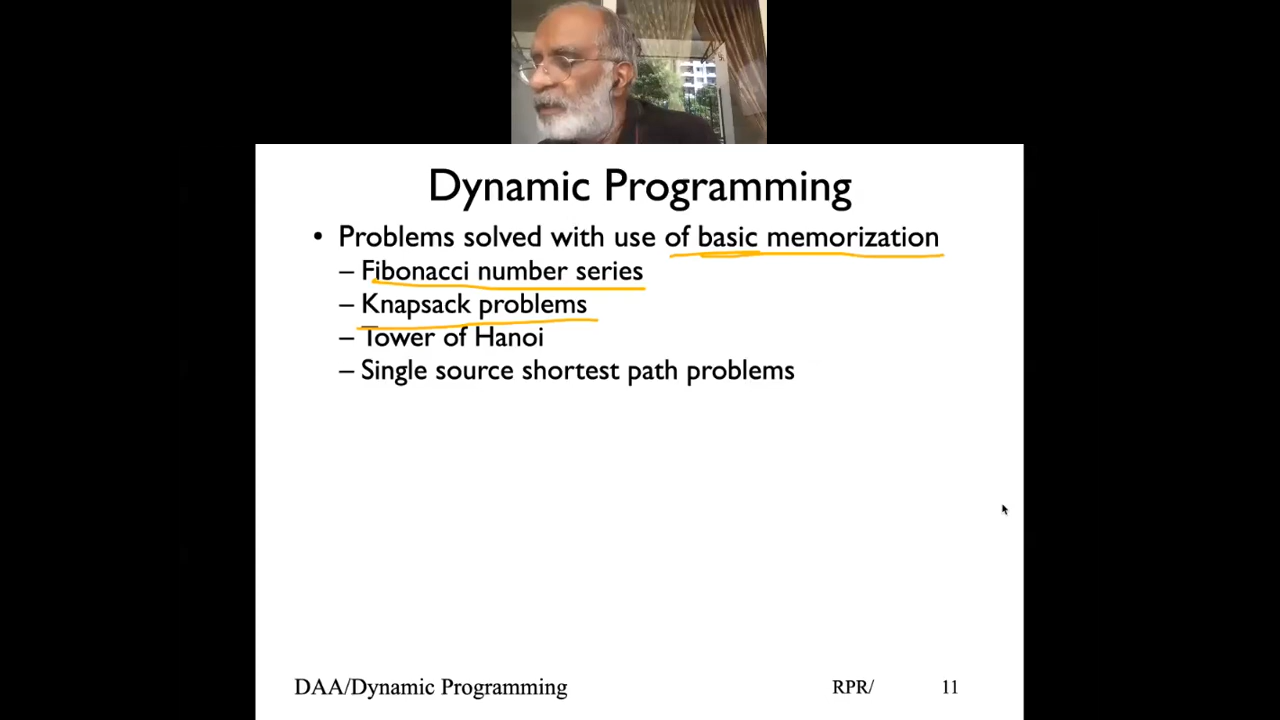 Dynamic Programming
• Problems solved with use of basic memorization
– Fibonacci number series
– Knapsack problems
– Tower of Hanoi
– Single source shortest path problems
DAA/Dynamic Programming RPR/ 11